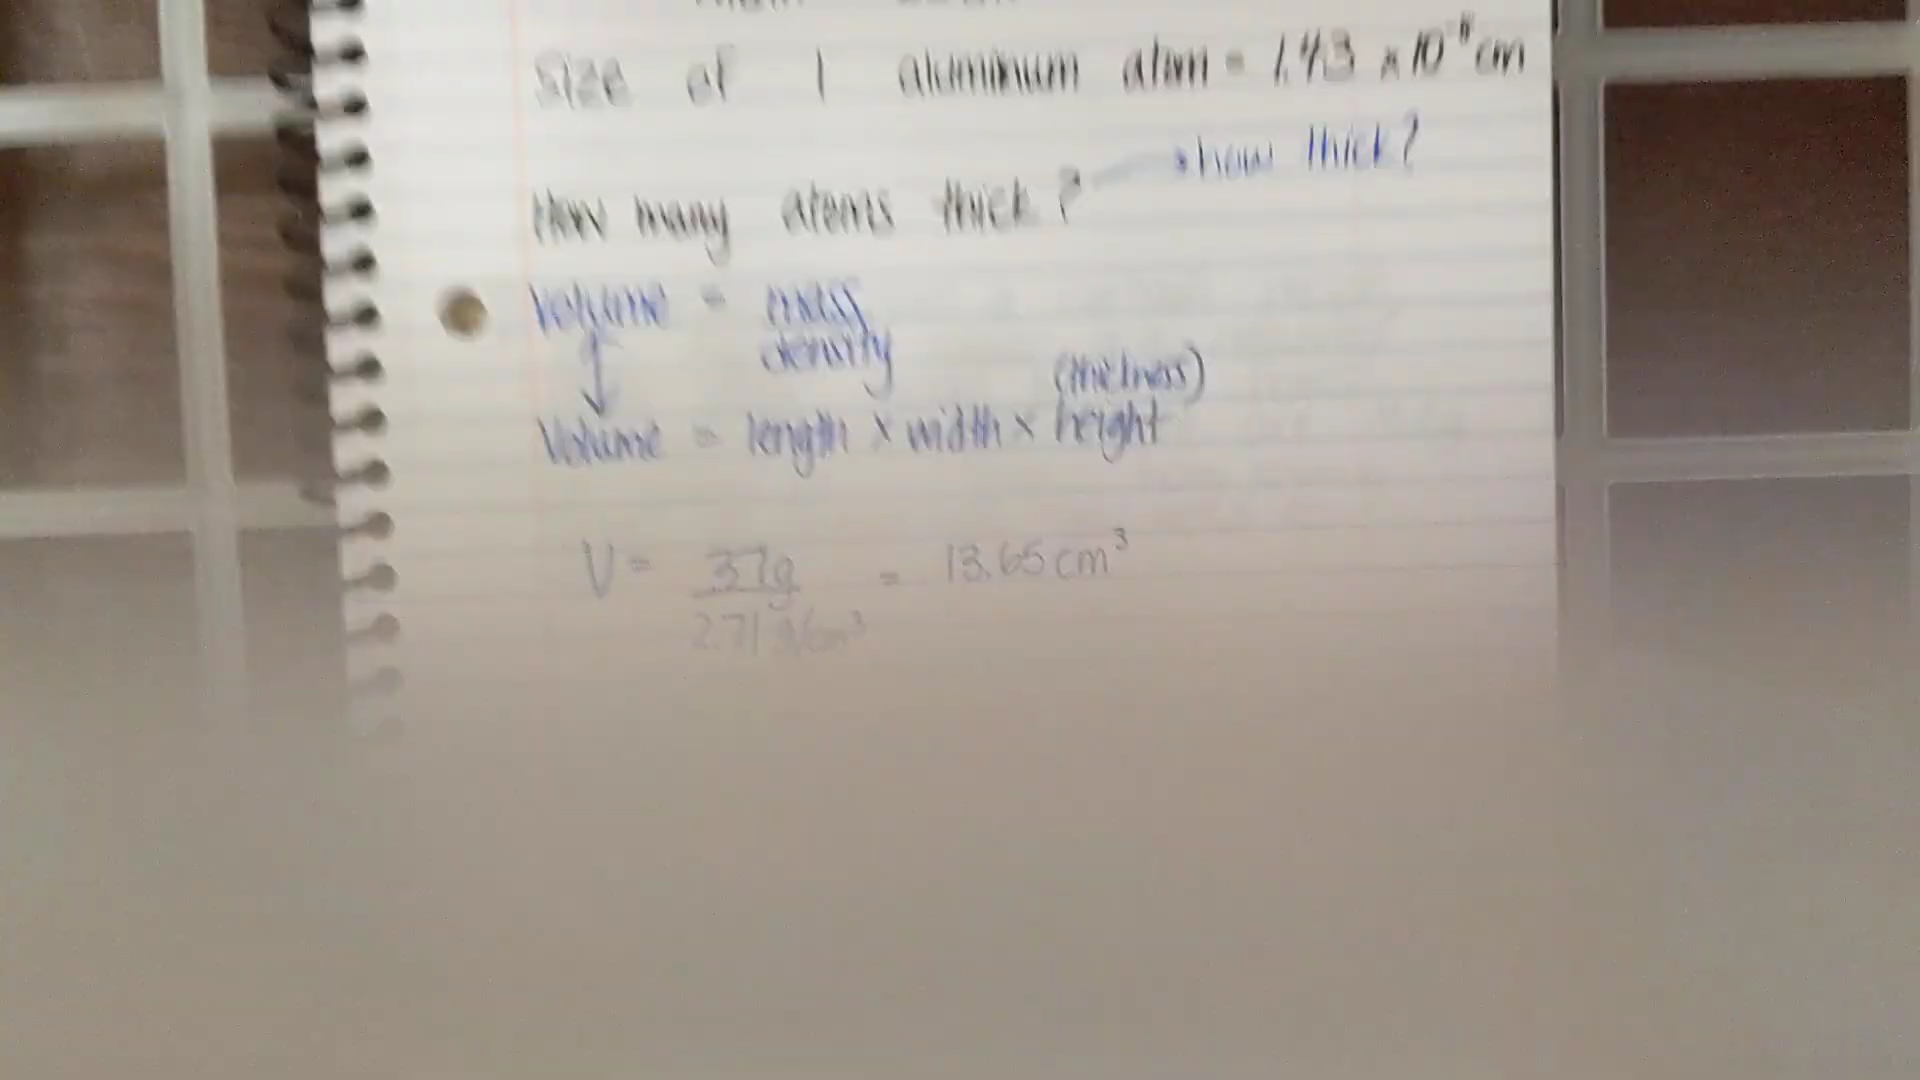 size of 1 aluminum atom = 1.43 x 10⁻⁸ cm
how thick?
How many atoms thick?
Volume = mass
density
(thickness)
Volume = length x width x height
V = 37g = 13.65 cm³
2.71 g/cm³